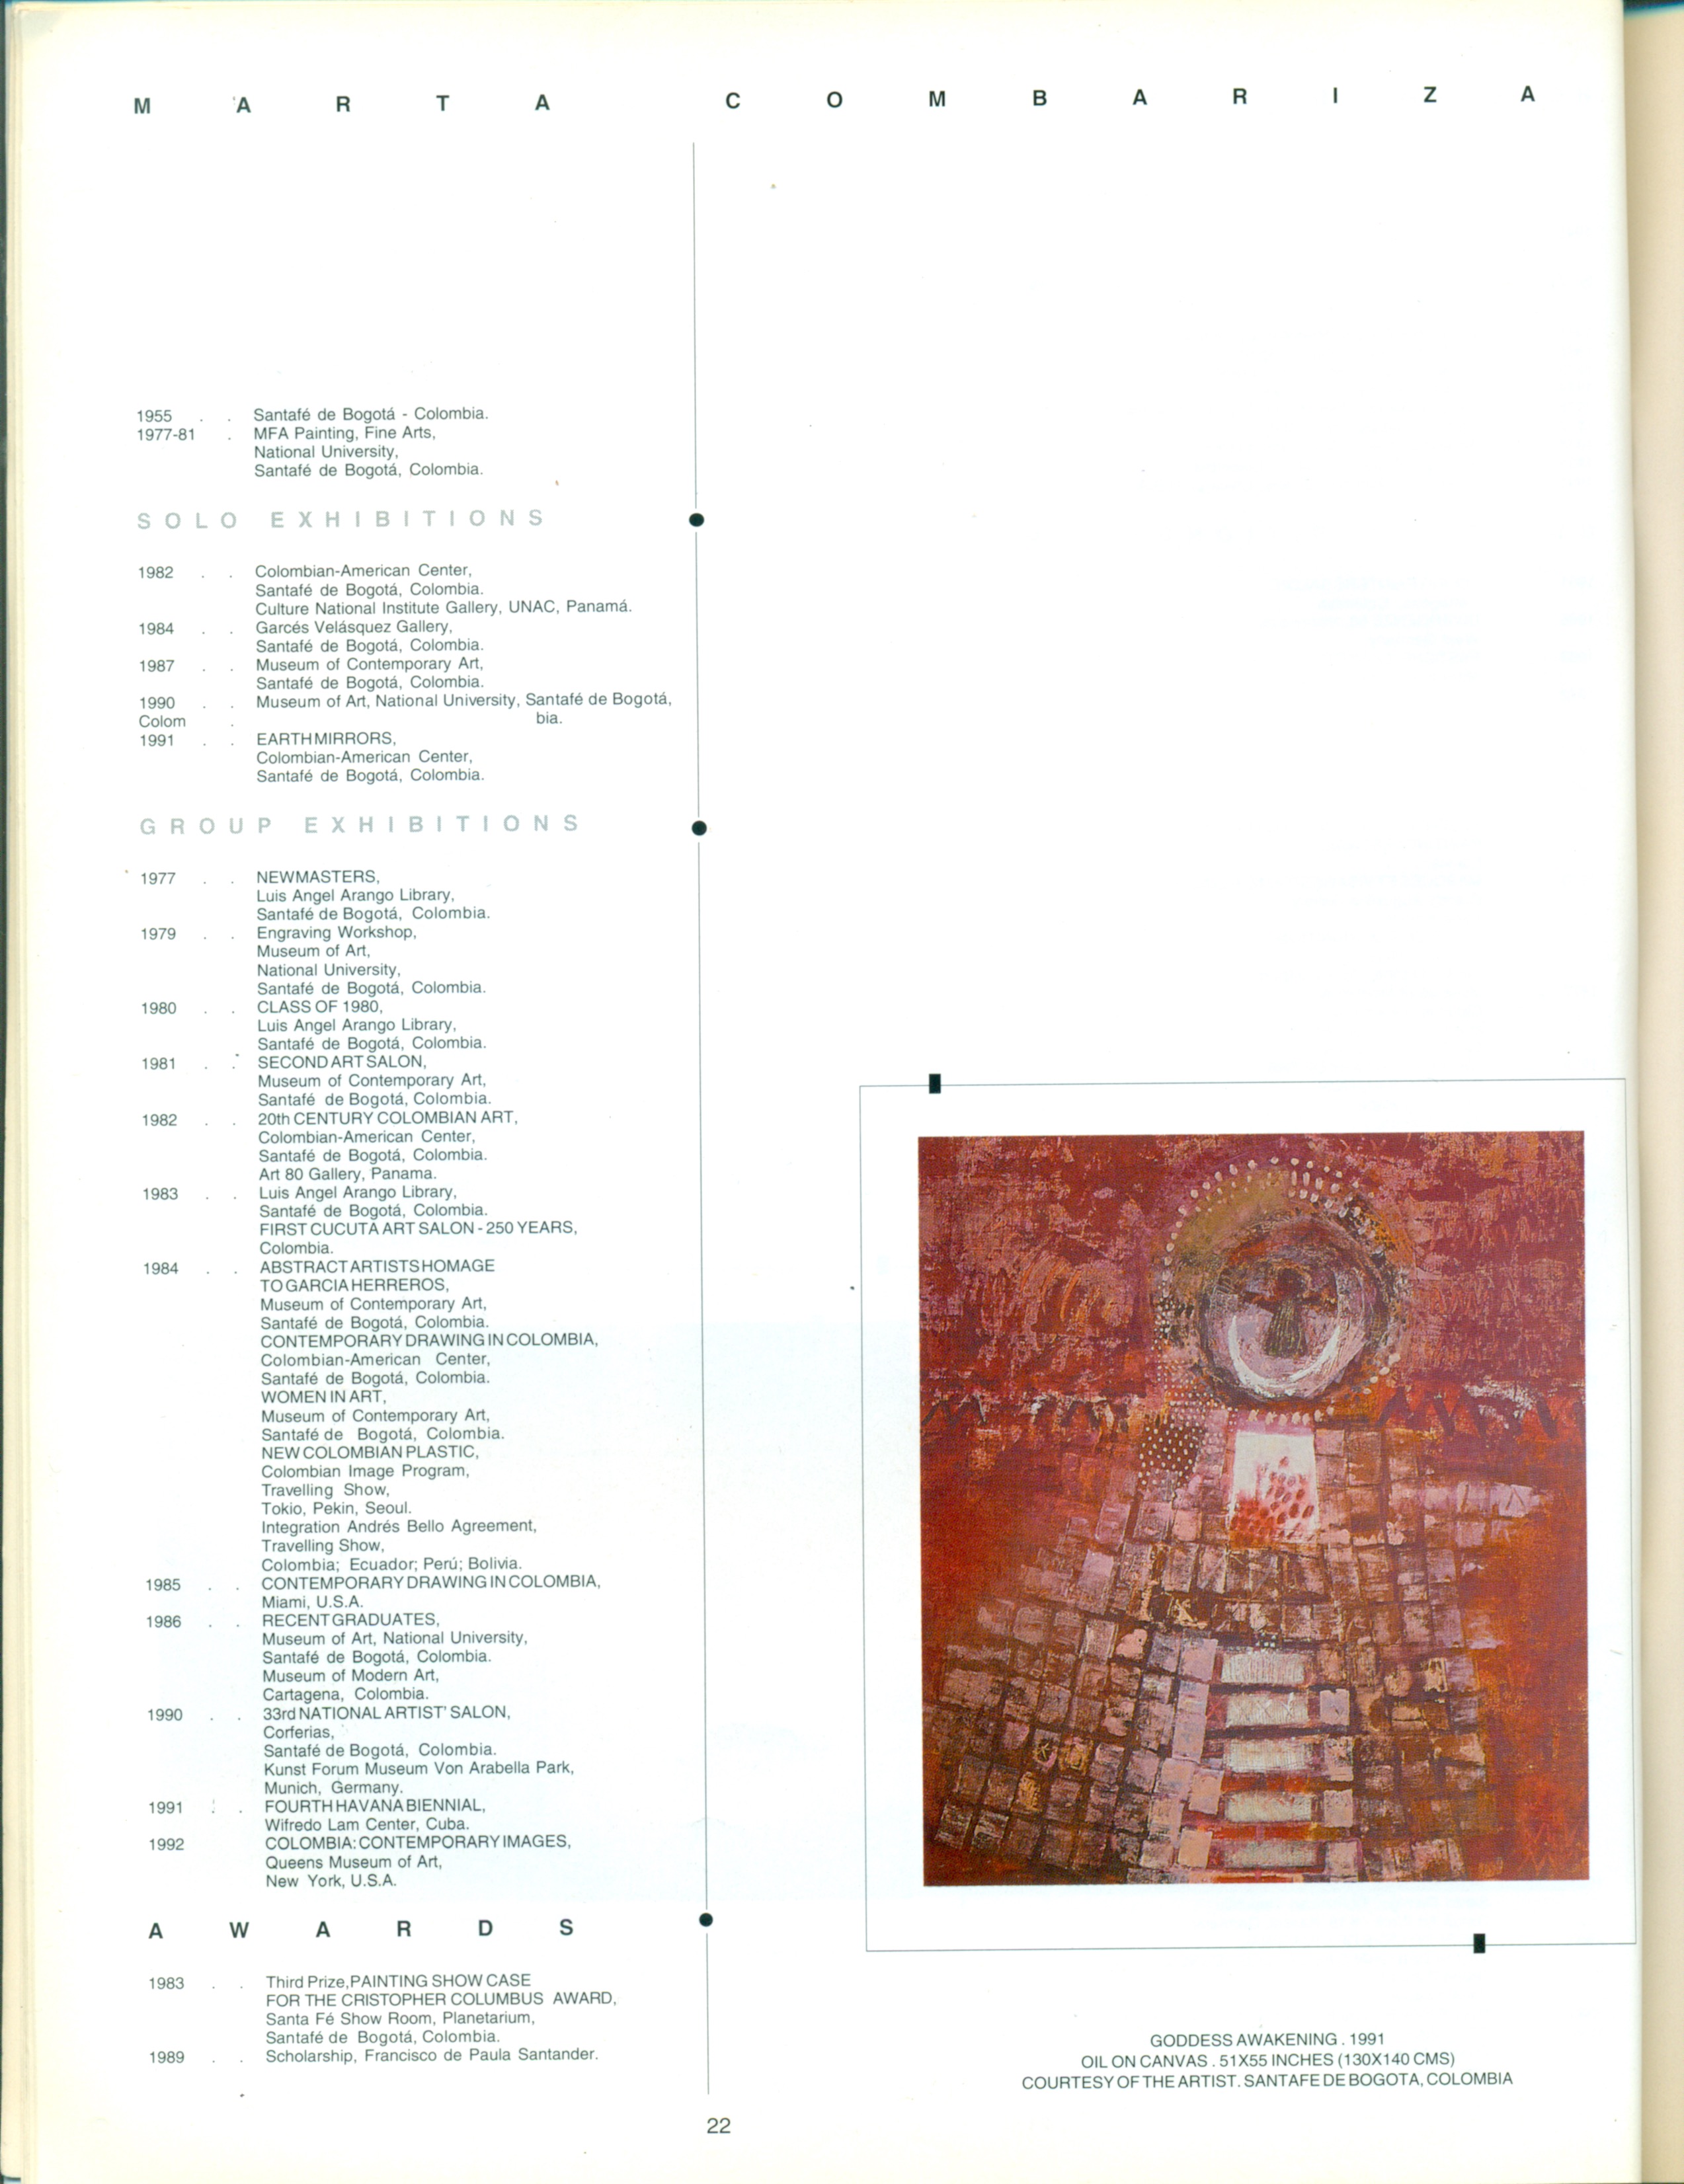 MARTA COMBARIZA
1955 . . Santafé de Bogotá - Colombia.
1977-81 . MFA Painting, Fine Arts,
National University,
Santafé de Bogotá, Colombia.
SOLO EXHIBITIONS
1982 . . Colombian-American Center,
Santafé de Bogotá, Colombia.
Culture National Institute Gallery, UNAC, Panamá.
1984 . . Garcés Velásquez Gallery,
Santafé de Bogotá, Colombia.
1987 . . Museum of Contemporary Art,
Santafé de Bogotá, Colombia.
1990 . . Museum of Art, National University, Santafé de Bogotá,
Colom . bia.
1991 . . EARTH MIRRORS,
Colombian-American Center,
Santafé de Bogotá, Colombia.
GROUP EXHIBITIONS
1977 . . NEW MASTERS,
Luis Angel Arango Library,
Santafé de Bogotá, Colombia.
1979 . . Engraving Workshop,
Museum of Art,
National University,
Santafé de Bogotá, Colombia.
1980 . . CLASS OF 1980,
Luis Angel Arango Library,
Santafé de Bogotá, Colombia.
1981 . . SECOND ART SALON,
Museum of Contemporary Art,
Santafé de Bogotá, Colombia.
1982 . . 20th CENTURY COLOMBIAN ART,
Colombian-American Center,
Santafé de Bogotá, Colombia.
Art 80 Gallery, Panama.
1983 . . Luis Angel Arango Library,
Santafé de Bogotá, Colombia.
FIRST CUCUTA ART SALON - 250 YEARS,
Colombia.
1984 . . ABSTRACT ARTISTS HOMAGE
TO GARCIA HERREROS,
Museum of Contemporary Art,
Santafé de Bogotá, Colombia.
CONTEMPORARY DRAWING IN COLOMBIA,
Colombian-American Center,
Santafé de Bogotá, Colombia.
WOMEN IN ART,
Museum of Contemporary Art,
Santafé de Bogotá, Colombia.
NEW COLOMBIAN PLASTIC,
Colombian Image Program,
Travelling Show,
Tokio, Pekin, Seoul.
Integration Andrés Bello Agreement,
Travelling Show,
Colombia; Ecuador; Perú; Bolivia.
1985 . . CONTEMPORARY DRAWING IN COLOMBIA,
Miami, U.S.A.
1986 . . RECENT GRADUATES,
Museum of Art, National University,
Santafé de Bogotá, Colombia.
Museum of Modern Art,
Cartagena, Colombia.
1990 . . 33rd NATIONAL ARTIST' SALON,
Corferias,
Santafé de Bogotá, Colombia.
Kunst Forum Museum Von Arabella Park,
Munich, Germany.
1991 . . FOURTH HAVANA BIENNIAL,
Wifredo Lam Center, Cuba.
1992 COLOMBIA: CONTEMPORARY IMAGES,
Queens Museum of Art,
New York, U.S.A.
AWARDS
1983 . . Third Prize, PAINTING SHOW CASE
FOR THE CRISTOPHER COLUMBUS AWARD,
Santa Fé Show Room, Planetarium,
Santafé de Bogotá, Colombia.
1989 . . Scholarship, Francisco de Paula Santander.
GODDESS AWAKENING . 1991
OIL ON CANVAS . 51X55 INCHES (130X140 CMS)
COURTESY OF THE ARTIST. SANTAFE DE BOGOTA, COLOMBIA
22